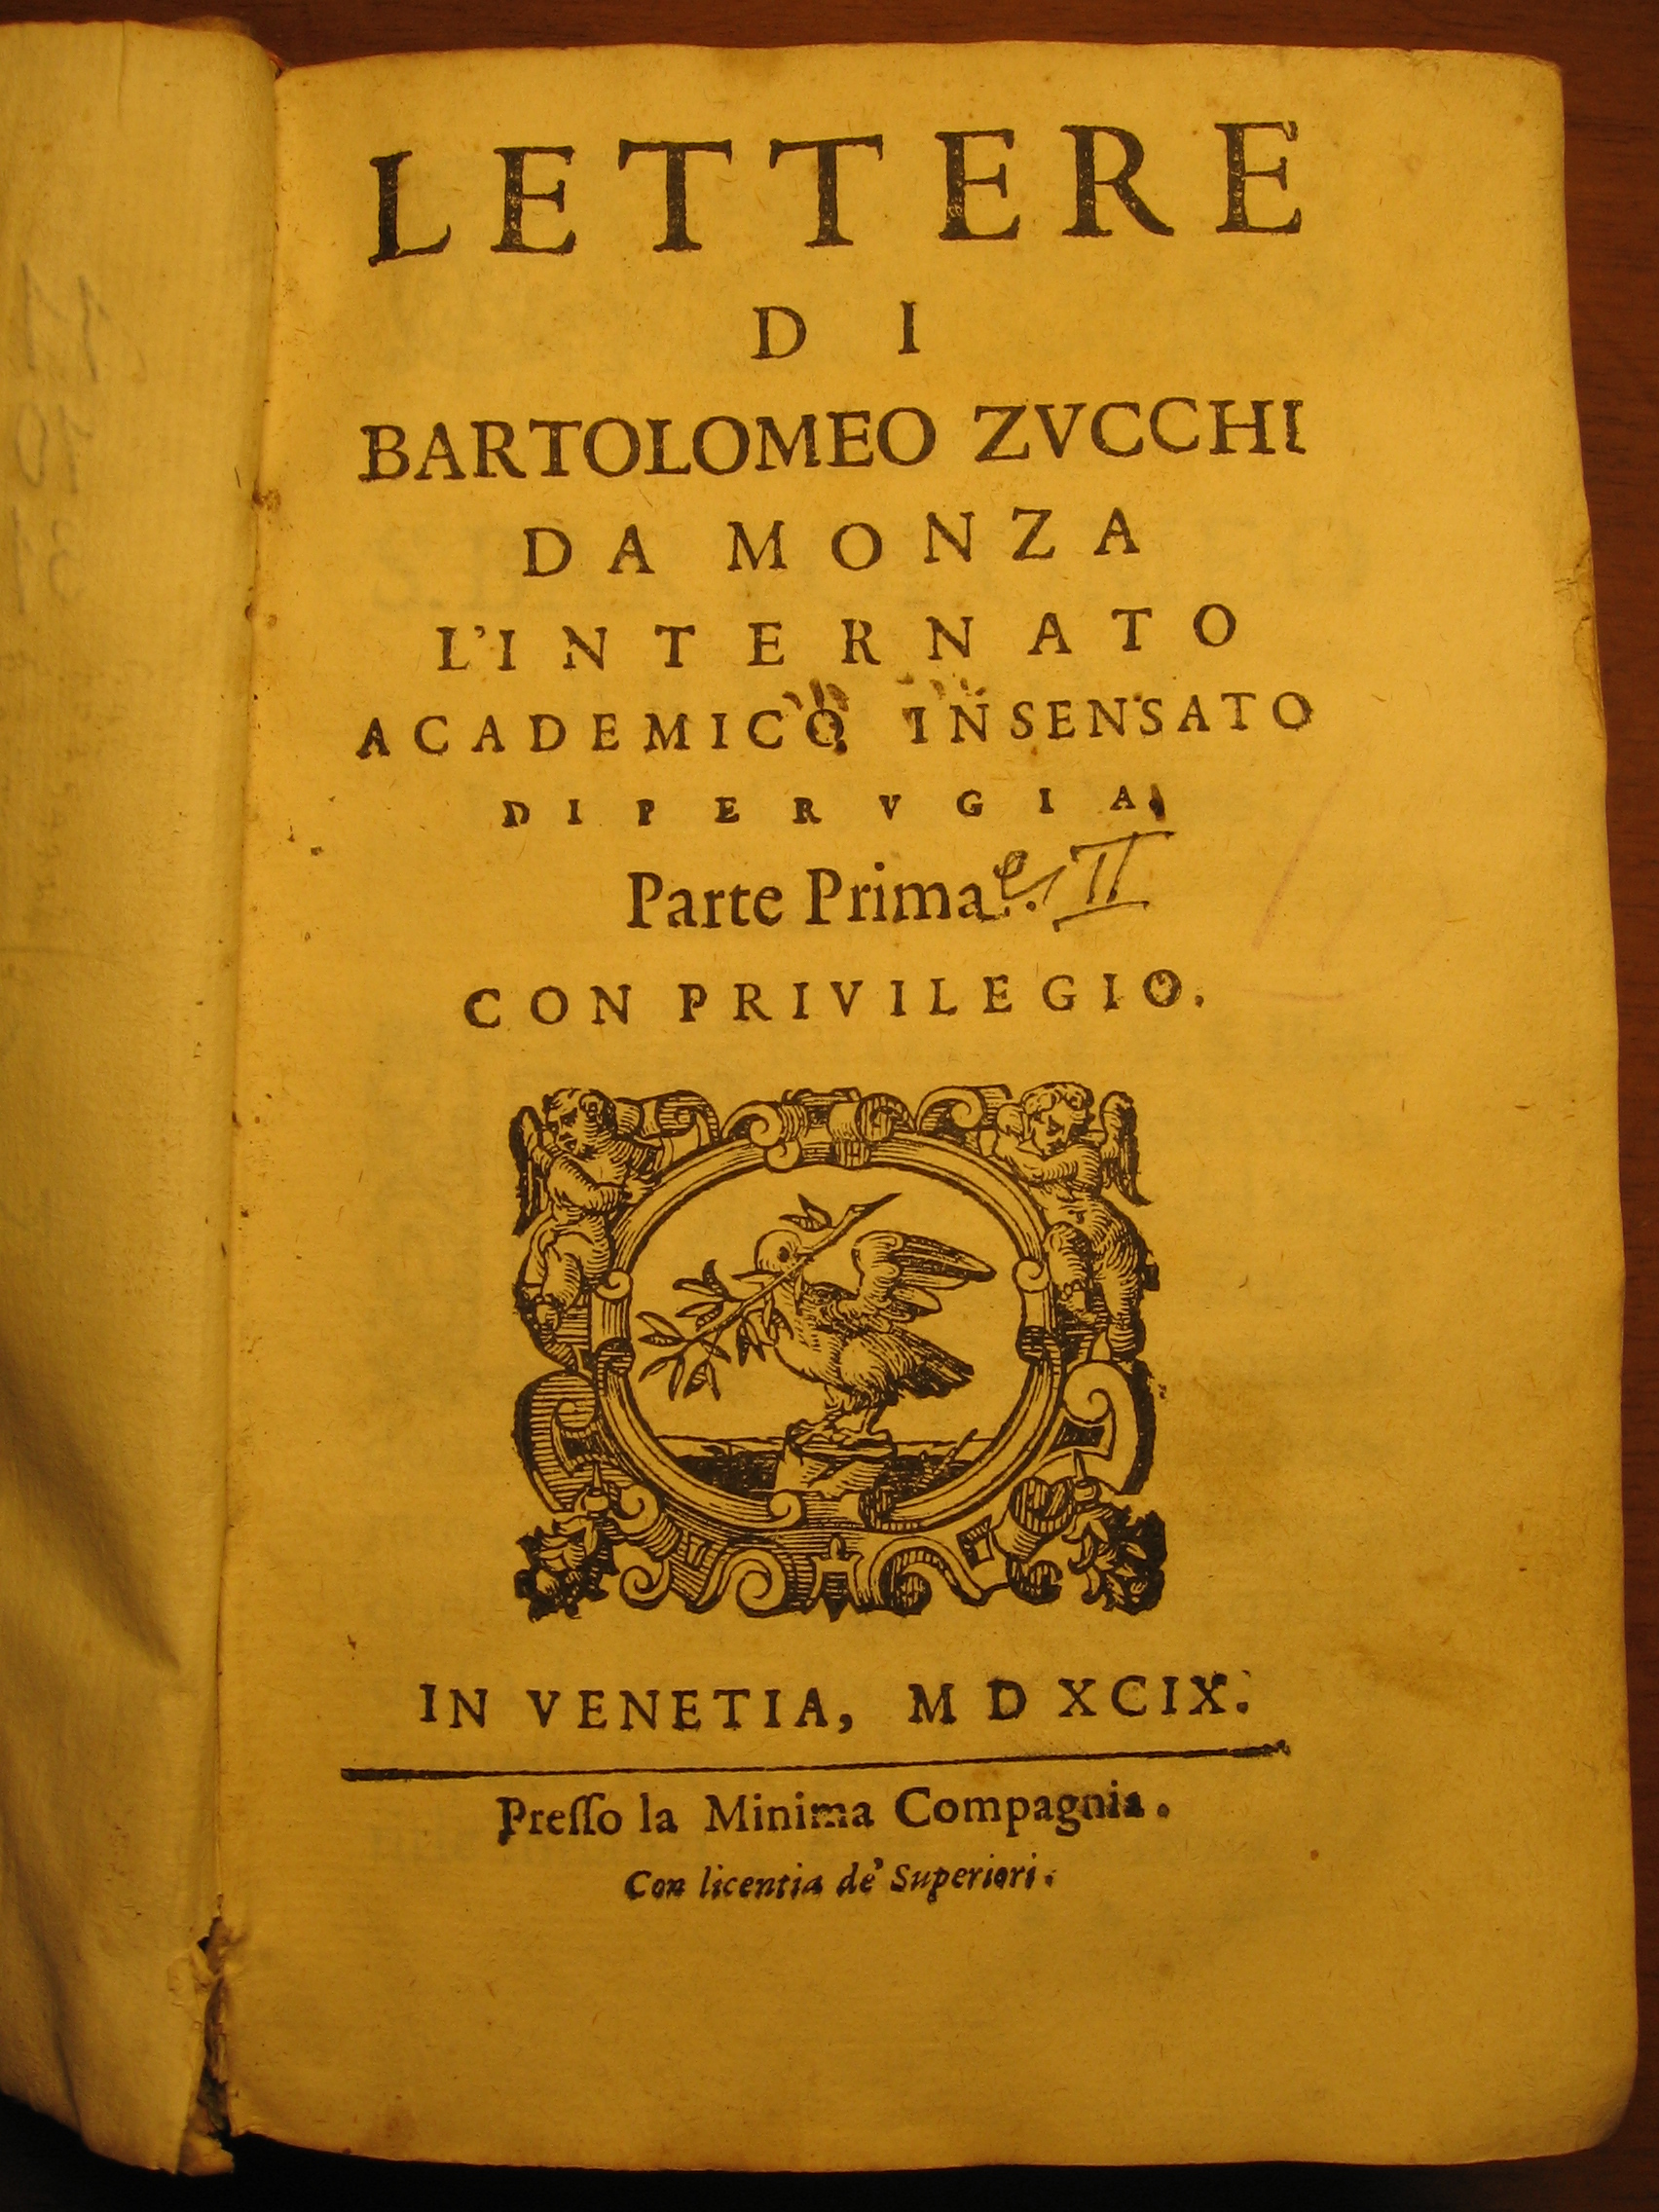 LETTERE
DI
BARTOLOMEO ZVCCHI
DA MONZA
L'INTERNATO
ACADEMICO INSENSATO
DI PERVGIA
Parte Prima. e II
CON PRIVILEGIO.
IN VENETIA, MDXCIX.
Preſſo la Minima Compagnia.
Con licentia de' Superiori.